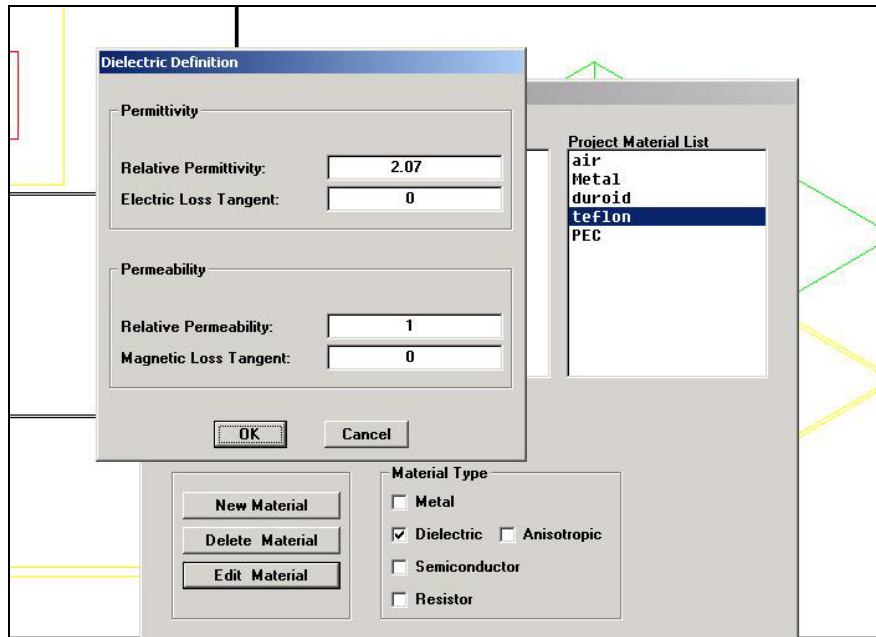 Dielectric Definition
Permittivity
Relative Permittivity: 2.07
Electric Loss Tangent: 0
Permeability
Relative Permeability: 1
Magnetic Loss Tangent: 0
OK Cancel
Project Material List
air
Metal
duroid
teflon
PEC
New Material
Delete Material
Edit Material
Material Type
Metal
Dielectric Anisotropic
Semiconductor
Resistor